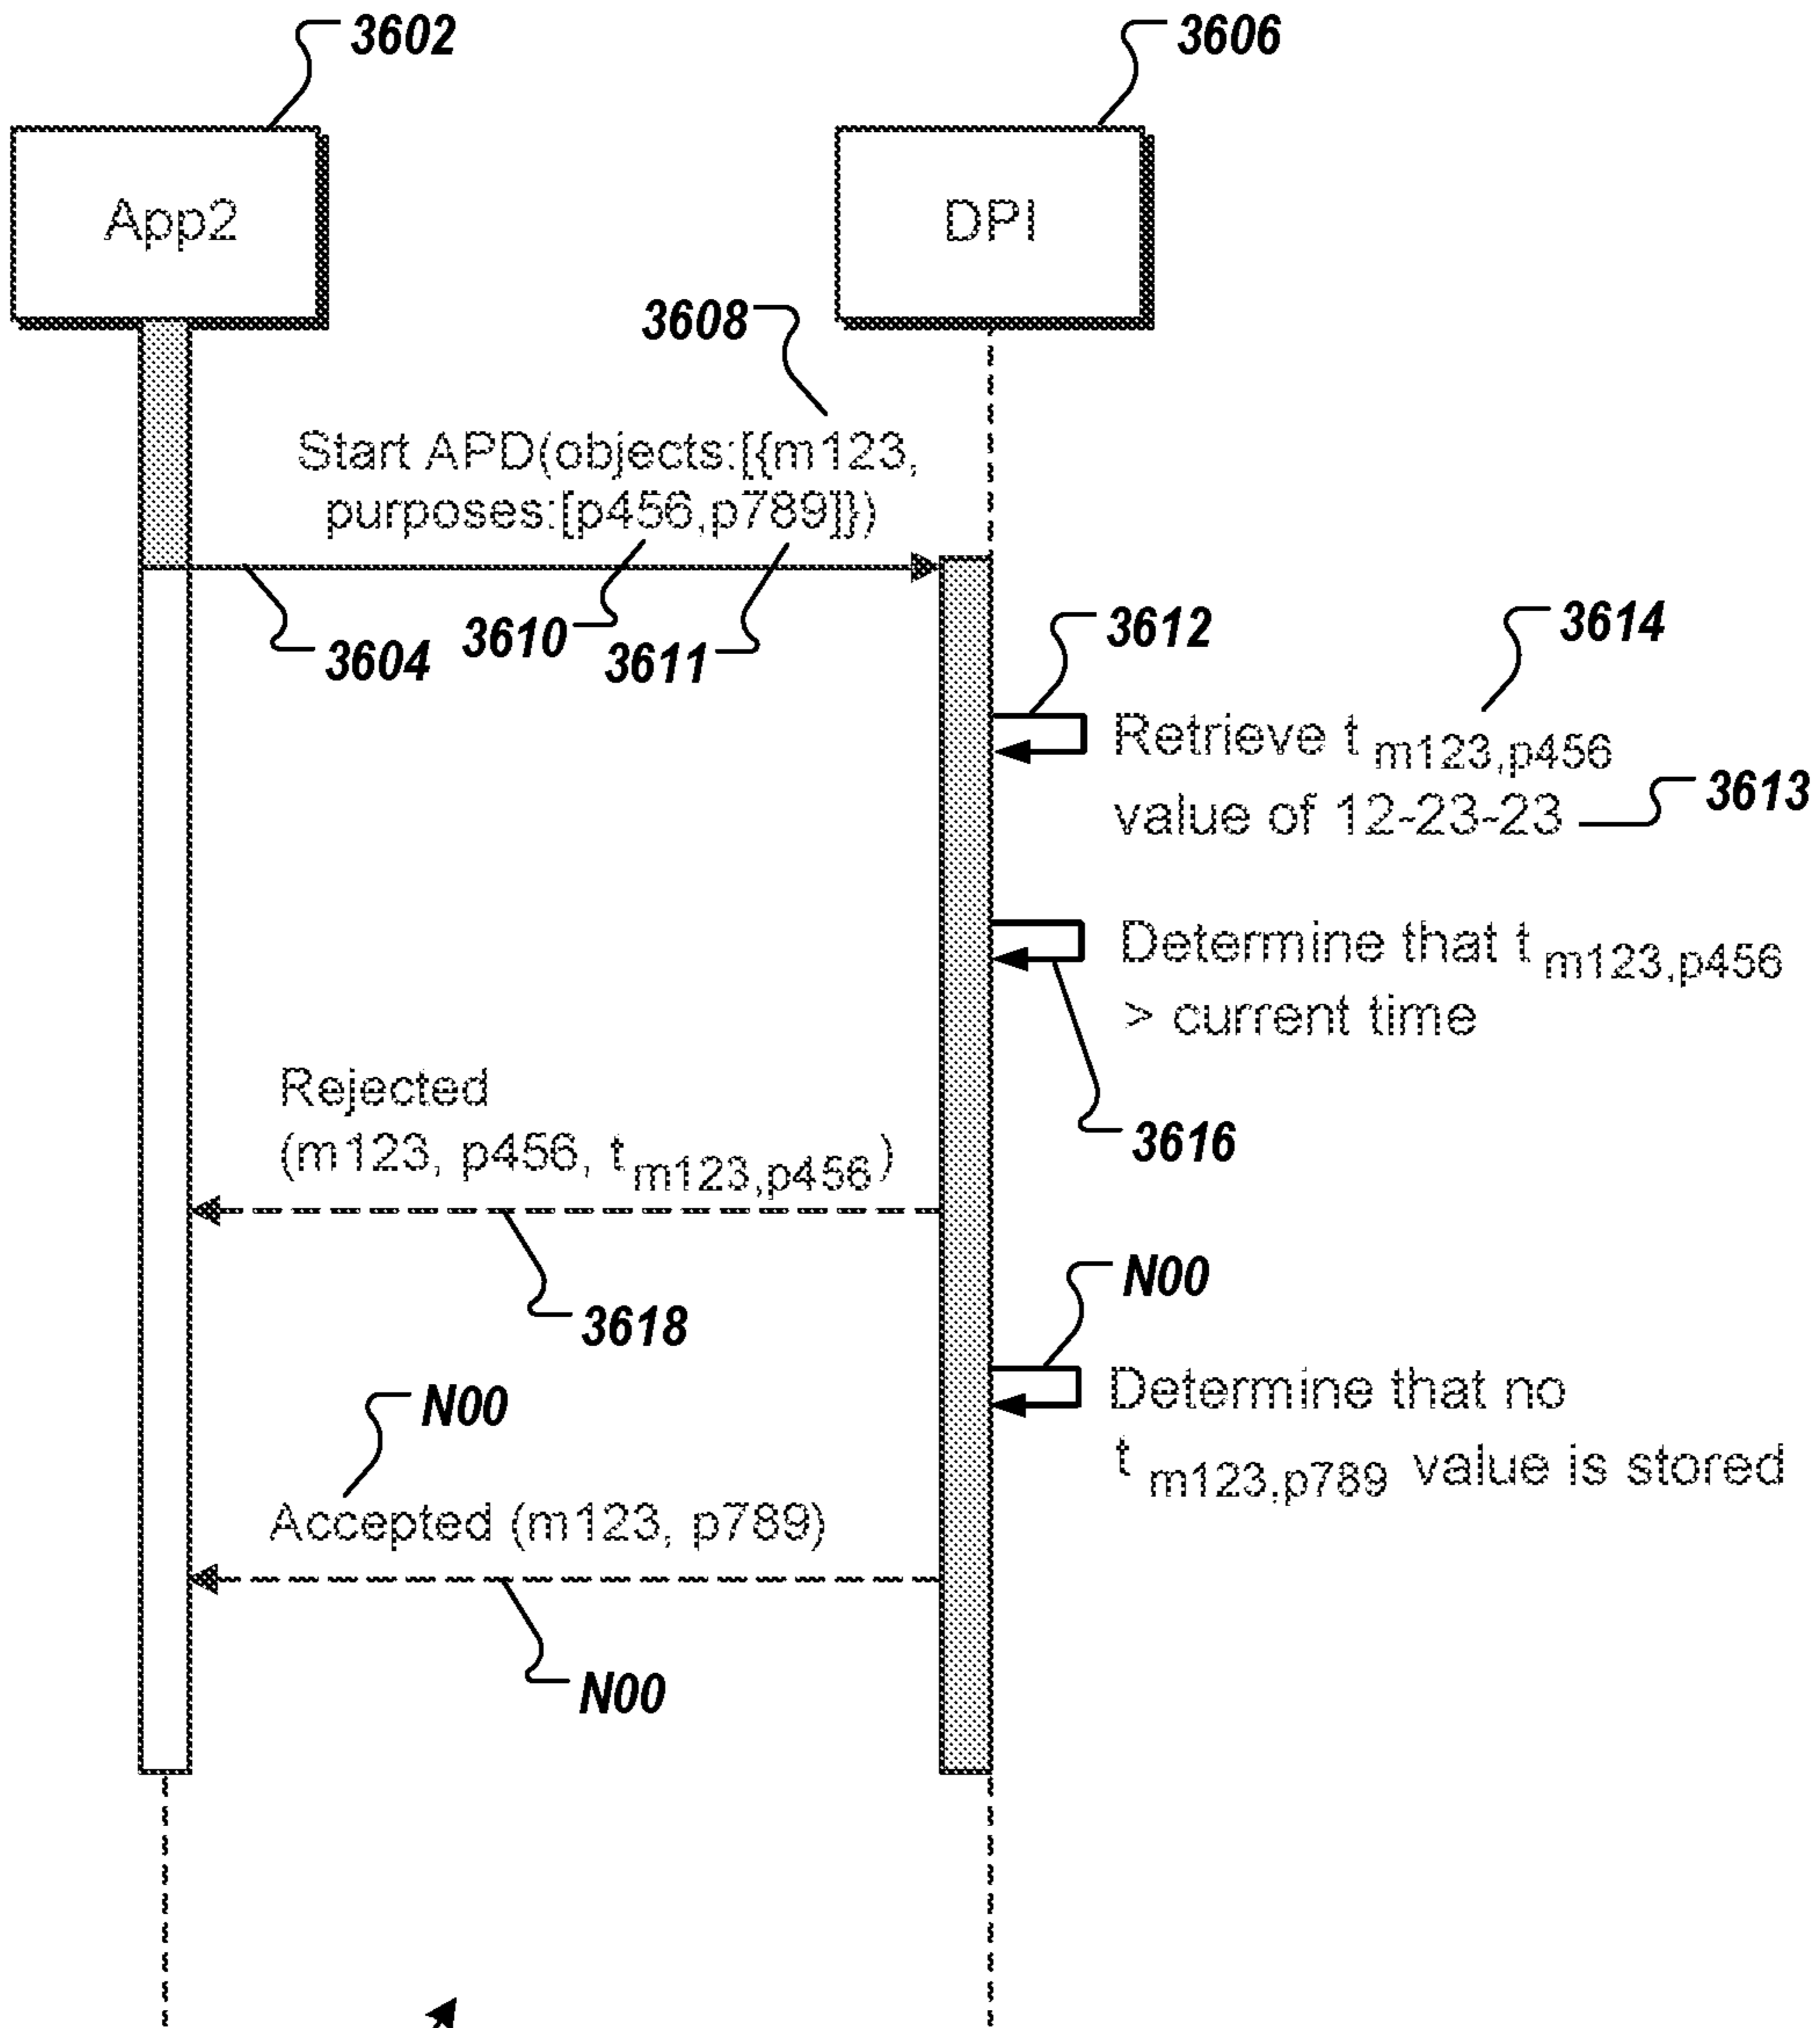 3602
3606
App2
DPI
3608
Start APD(objects:[{m123,
purposes:[p456,p789]})
3604
3610
3611
3612
3614
Retrieve t m123,p456
value of 12-23-23
3613
Determine that t m123,p456
> current time
3616
Rejected
(m123, p456, t m123,p456)
3618
N00
Determine that no
t m123,p789 value is stored
N00
Accepted (m123, p789)
N00